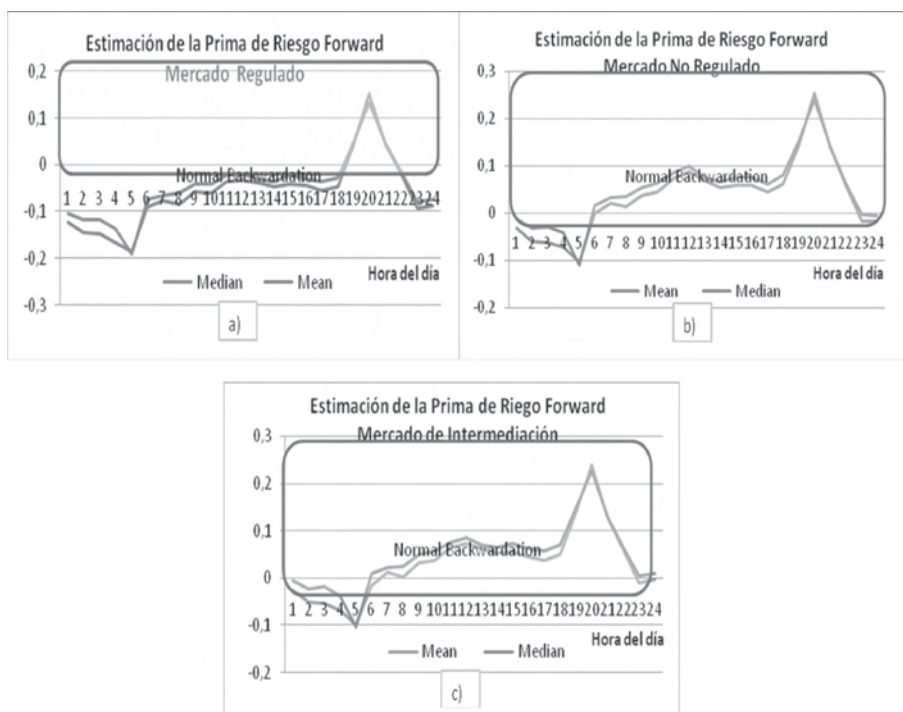 Estimación de la Prima de Riesgo Forward
Mercado Regulado
0,2
0,1
0
-0,1
-0,2
-0,3
Normal Backwardation
1 2 3 4 5 6 7 8 9 10 11 12 13 14 15 16 17 18 19 20 21 22 23 24
Hora del día
Median Mean
a)
Estimación de la Prima de Riesgo Forward
Mercado No Regulado
0,3
0,2
0,1
0
-0,1
-0,2
Normal Backwardation
1 2 3 4 5 6 7 8 9 10 11 12 13 14 15 16 17 18 19 20 21 22 23 24
Hora del día
Mean Median
b)
Estimación de la Prima de Riego Forward
Mercado de Intermediación
0,3
0,2
0,1
0
-0,1
-0,2
Normal Backwardation
1 2 3 4 5 6 7 8 9 10 11 12 13 14 15 16 17 18 19 20 21 22 23 24
Hora del día
Mean Median
c)